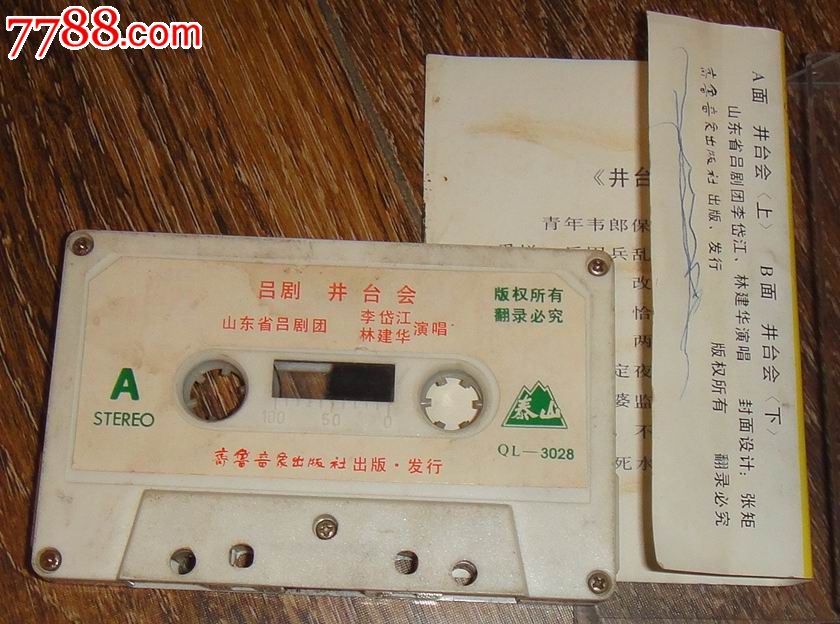 7788.com
吕剧 井台会
山东省吕剧团 李岱江 林建华 演唱
版权所有
翻录必究
A
STEREO
100 50 0
泰山
QL—3028
齐鲁音像出版社出版·发行
《井台
青年韦郎保
兵乱
改
恰
两
定夜
婆监
不
死水
A面 井台会〈上〉 B面 井台会〈下〉
山东省吕剧团李岱江、林建华演唱 封面设计：张矩
齐鲁音像出版社 出版、发行 版权所有 翻录必究